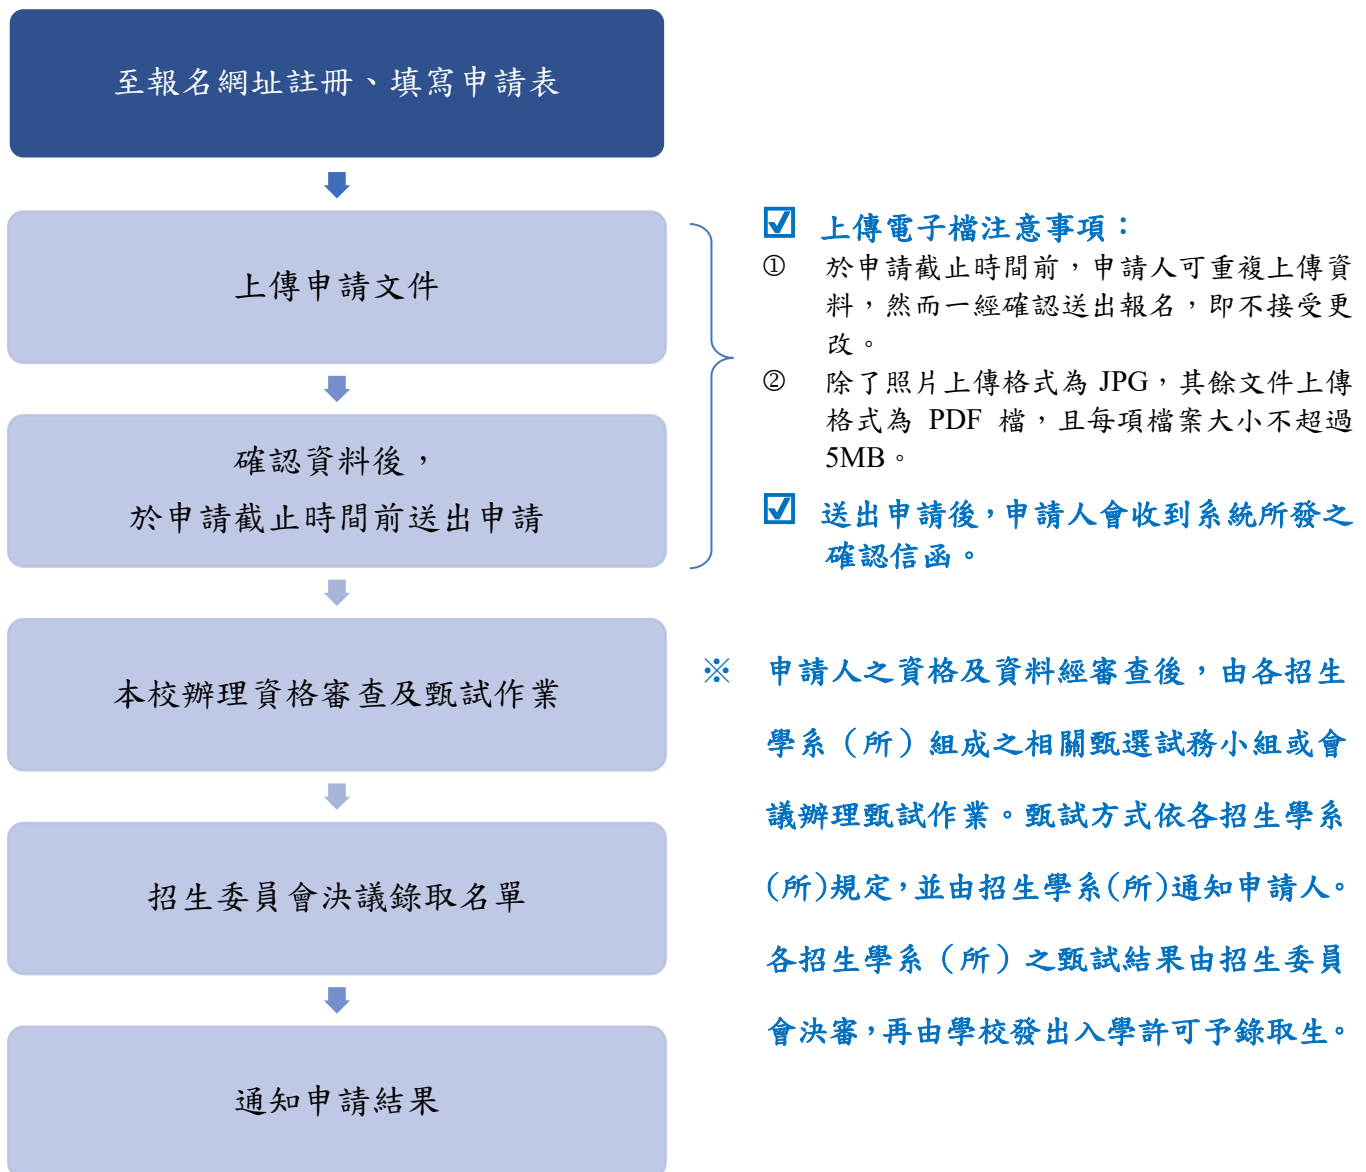 至報名網址註冊、填寫申請表
上傳申請文件
確認資料後，
於申請截止時間前送出申請
☑ 上傳電子檔注意事項：
① 於申請截止時間前，申請人可重複上傳資
料，然而一經確認送出報名，即不接受更
改。
② 除了照片上傳格式為 JPG，其餘文件上傳
格式為 PDF 檔，且每項檔案大小不超過
5MB。
☑ 送出申請後，申請人會收到系統所發之
確認信函。
本校辦理資格審查及甄試作業
招生委員會決議錄取名單
通知申請結果
※ 申請人之資格及資料經審查後，由各招生
學系（所）組成之相關甄選試務小組或會
議辦理甄試作業。甄試方式依各招生學系
(所)規定，並由招生學系(所)通知申請人。
各招生學系（所）之甄試結果由招生委員
會決審，再由學校發出入學許可予錄取生。